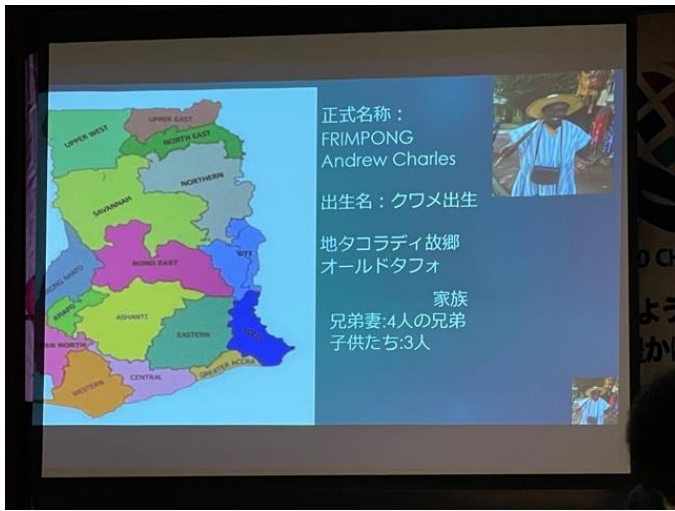 UPPER WEST
UPPER EAST
NORTH EAST
NORTHERN
SAVANNAH
BONO EAST
AHAFO
ASHANTI
EASTERN
WESTERN
CENTRAL
GREATER ACCRA
正式名称：
FRIMPONG
Andrew Charles
出生名：クワメ出生
地タコラディ故郷
オールドタフォ
家族
兄弟妻:4人の兄弟
子供たち:3人